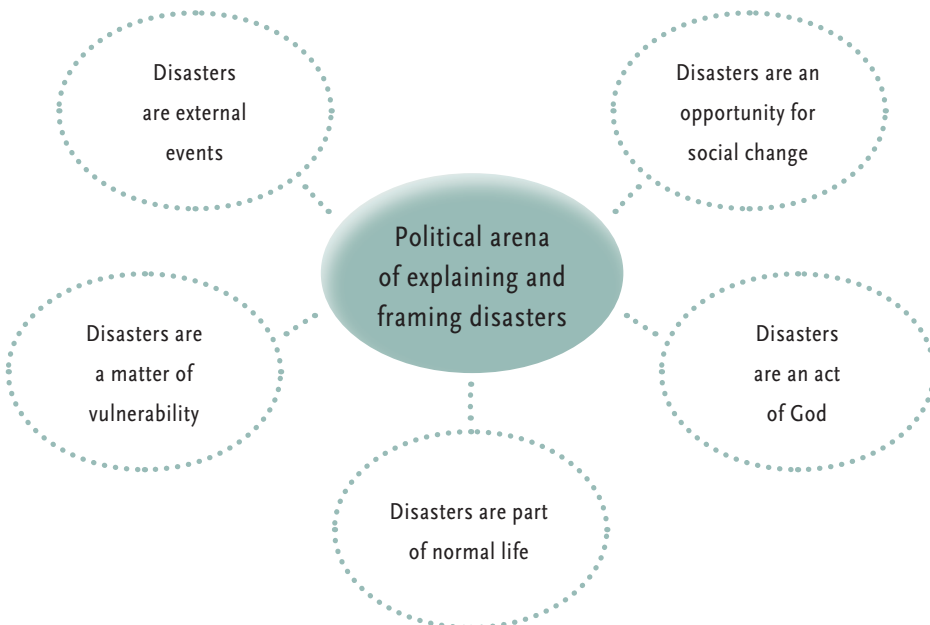 Disasters
are external
events
Disasters are an
opportunity for
social change
Political arena
of explaining and
framing disasters
Disasters are
a matter of
vulnerability
Disasters
are an act
of God
Disasters are part
of normal life